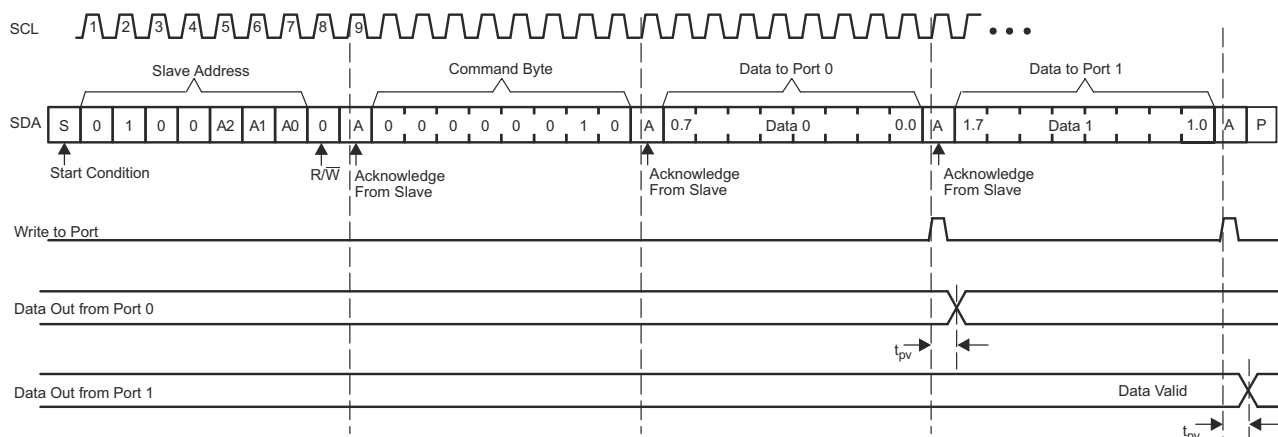 SCL 1 2 3 4 5 6 7 8 9
Slave Address Command Byte Data to Port 0 Data to Port 1
SDA S 0 1 0 0 A2 A1 A0 0 A 0 0 0 0 0 0 1 0 A 0.7 Data 0 0.0 A 1.7 Data 1 1.0 A P
Start Condition R/W̅ Acknowledge From Slave Acknowledge From Slave Acknowledge From Slave
Write to Port
Data Out from Port 0
tpv
Data Out from Port 1 Data Valid
tpv